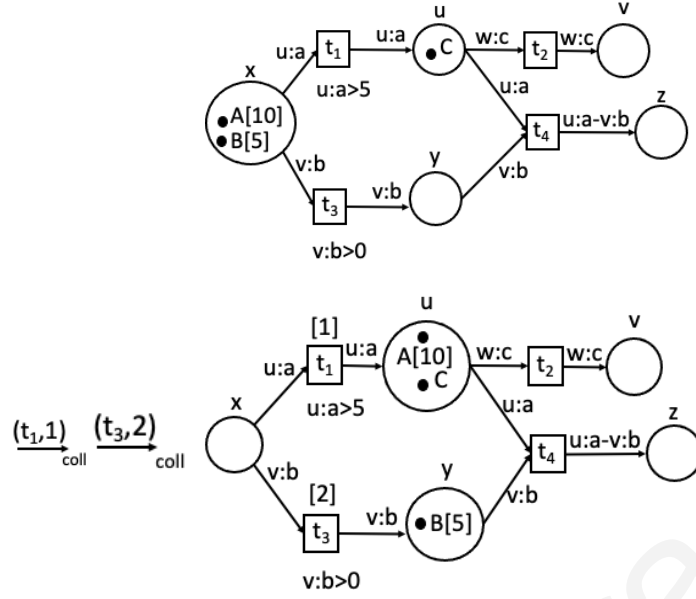 u v
u:a t₁ u:a C w:c t₂ w:c
x u:a>5 u:a z
A[10]
B[5] t₄ u:a-v:b
v:b y v:b
t₃ v:b
v:b>0
u v
[1]
u:a t₁ u:a A[10] w:c t₂ w:c
C
x u:a>5 u:a z
(t₁,1) coll (t₃,2) coll t₄ u:a-v:b
v:b y v:b
[2]
t₃ v:b B[5]
v:b>0